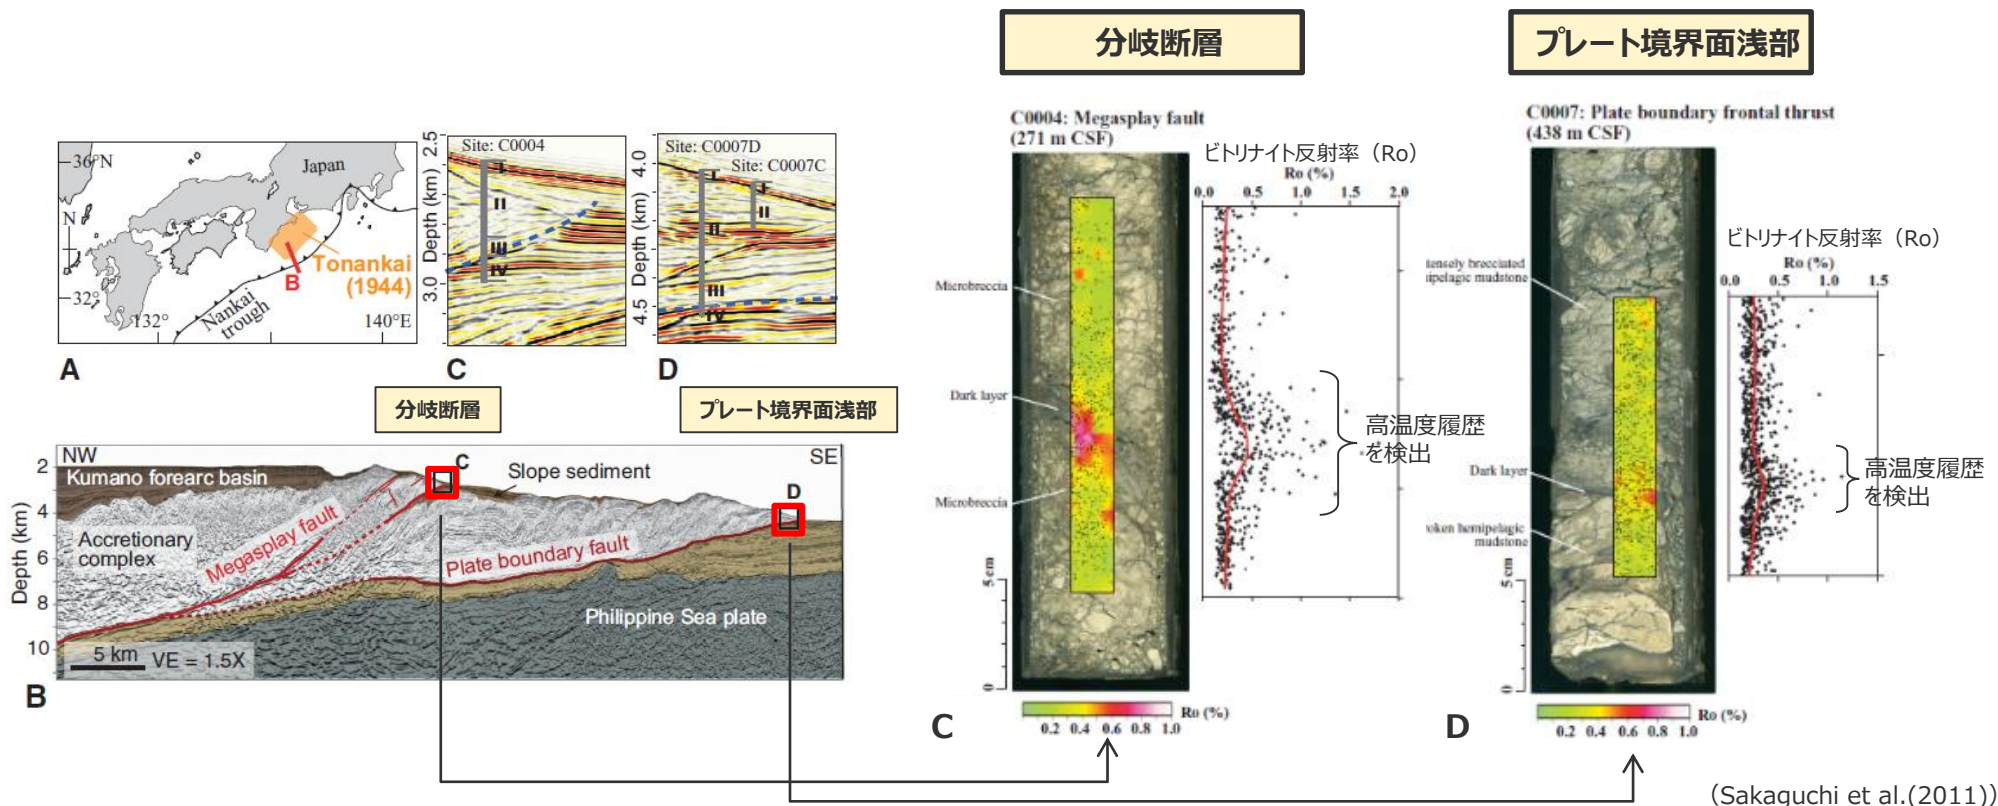 分岐断層
プレート境界面浅部
36°N
Japan
N
Tonankai
(1944)
B
32°
132°
Nankai
trough
140°E
A
2.5
Depth (km)
3.0
Site: C0004
I
II
III
IV
C
4.0
Depth (km)
4.5
Site: C0007D
Site: C0007C
I
I
II
II
III
IV
D
分岐断層
プレート境界面浅部
NW
C
SE
Kumano forearc basin
Slope sediment
D
Accretionary
complex
Megasplay fault
Plate boundary fault
Philippine Sea plate
Depth (km)
2
4
6
8
10
5 km
VE = 1.5X
B
C0004: Megasplay fault
(271 m CSF)
ビトリナイト反射率（Ro）
Ro (%)
0.0 0.5 1.0 1.5 2.0
Microbreccia
Dark layer
Microbreccia
高温度履歴
を検出
5 cm
0
Ro (%)
0.2 0.4 0.6 0.8 1.0
C
C0007: Plate boundary frontal thrust
(438 m CSF)
ビトリナイト反射率（Ro）
Ro (%)
0.0 0.5 1.0 1.5
tensely brecciated
nipelagic mudstone
Dark layer
roken hemipelagic
mudstone
高温度履歴
を検出
5 cm
0
Ro (%)
0.2 0.4 0.6 0.8 1.0
D
（Sakaguchi et al.(2011)）